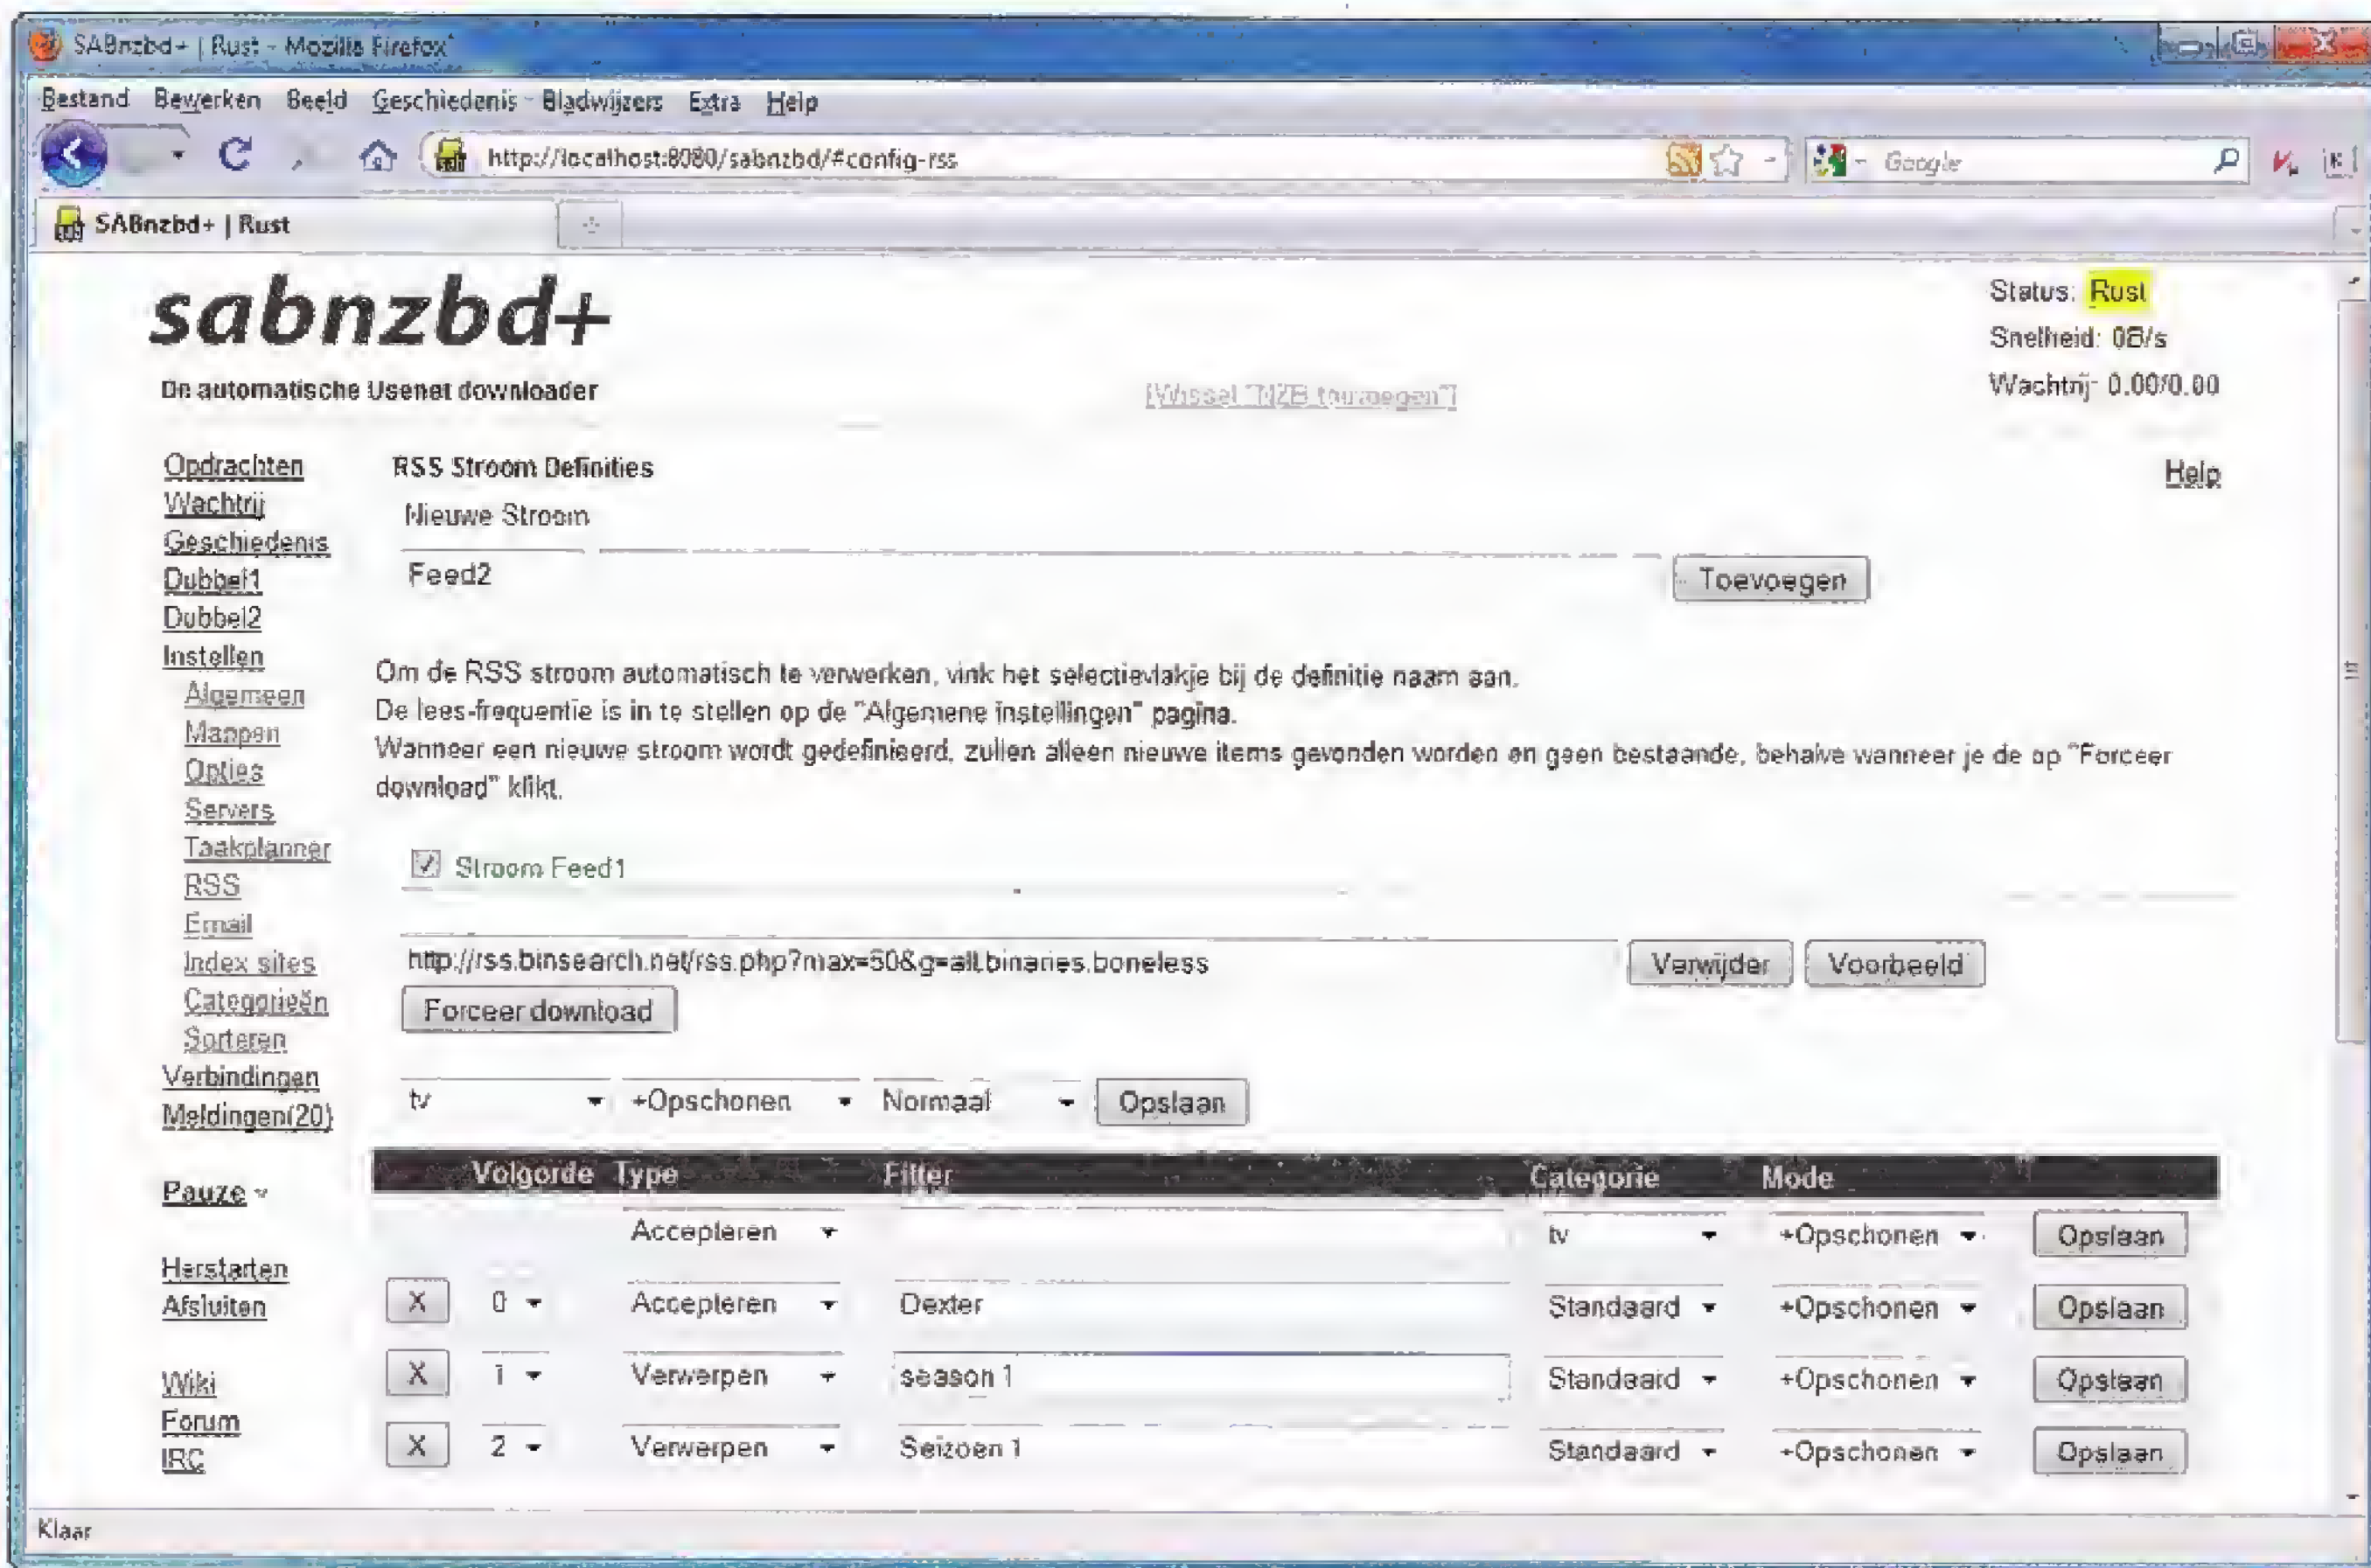 SABnzbd+ | Rust - Mozilla Firefox
Bestand Bewerken Beeld Geschiedenis Bladwijzers Extra Help
http://localhost:8080/sabnzbd/#config-rss
Google
SABnzbd+ | Rust
sabnzbd+
De automatische Usenet downloader
[Wissel "NZB toevoegen"]
Status: Rust
Snelheid: 0B/s
Wachtrij: 0.00/0.00
Help
Opdrachten
Wachtrij
Geschiedenis
Dubbel1
Dubbel2
Instellen
Algemeen
Mappen
Opties
Servers
Taakplanner
RSS
Email
Index sites
Categorieën
Sorteren
Verbindingen
Meldingen(20)
Pauze
Herstarten
Afsluiten
Wiki
Forum
IRC
RSS Stroom Definities
Nieuwe Stroom
Feed2 Toevoegen
Om de RSS stroom automatisch te verwerken, vink het selectievlakje bij de definitie naam aan.
De lees-frequentie is in te stellen op de "Algemene instellingen" pagina.
Wanneer een nieuwe stroom wordt gedefinieerd, zullen alleen nieuwe items gevonden worden en geen bestaande, behalve wanneer je de op "Forceer
download" klikt.
Stroom Feed1
http://rss.binsearch.net/rss.php?max=50&g=alt.binaries.boneless Verwijder Voorbeeld
Forceer download
tv +Opschonen Normaal Opslaan
Volgorde Type Filter Categorie Mode
Accepteren tv +Opschonen Opslaan
X 0 Accepteren Dexter Standaard +Opschonen Opslaan
X 1 Verwerpen season 1 Standaard +Opschonen Opslaan
X 2 Verwerpen Seizoen 1 Standaard +Opschonen Opslaan
Klaar